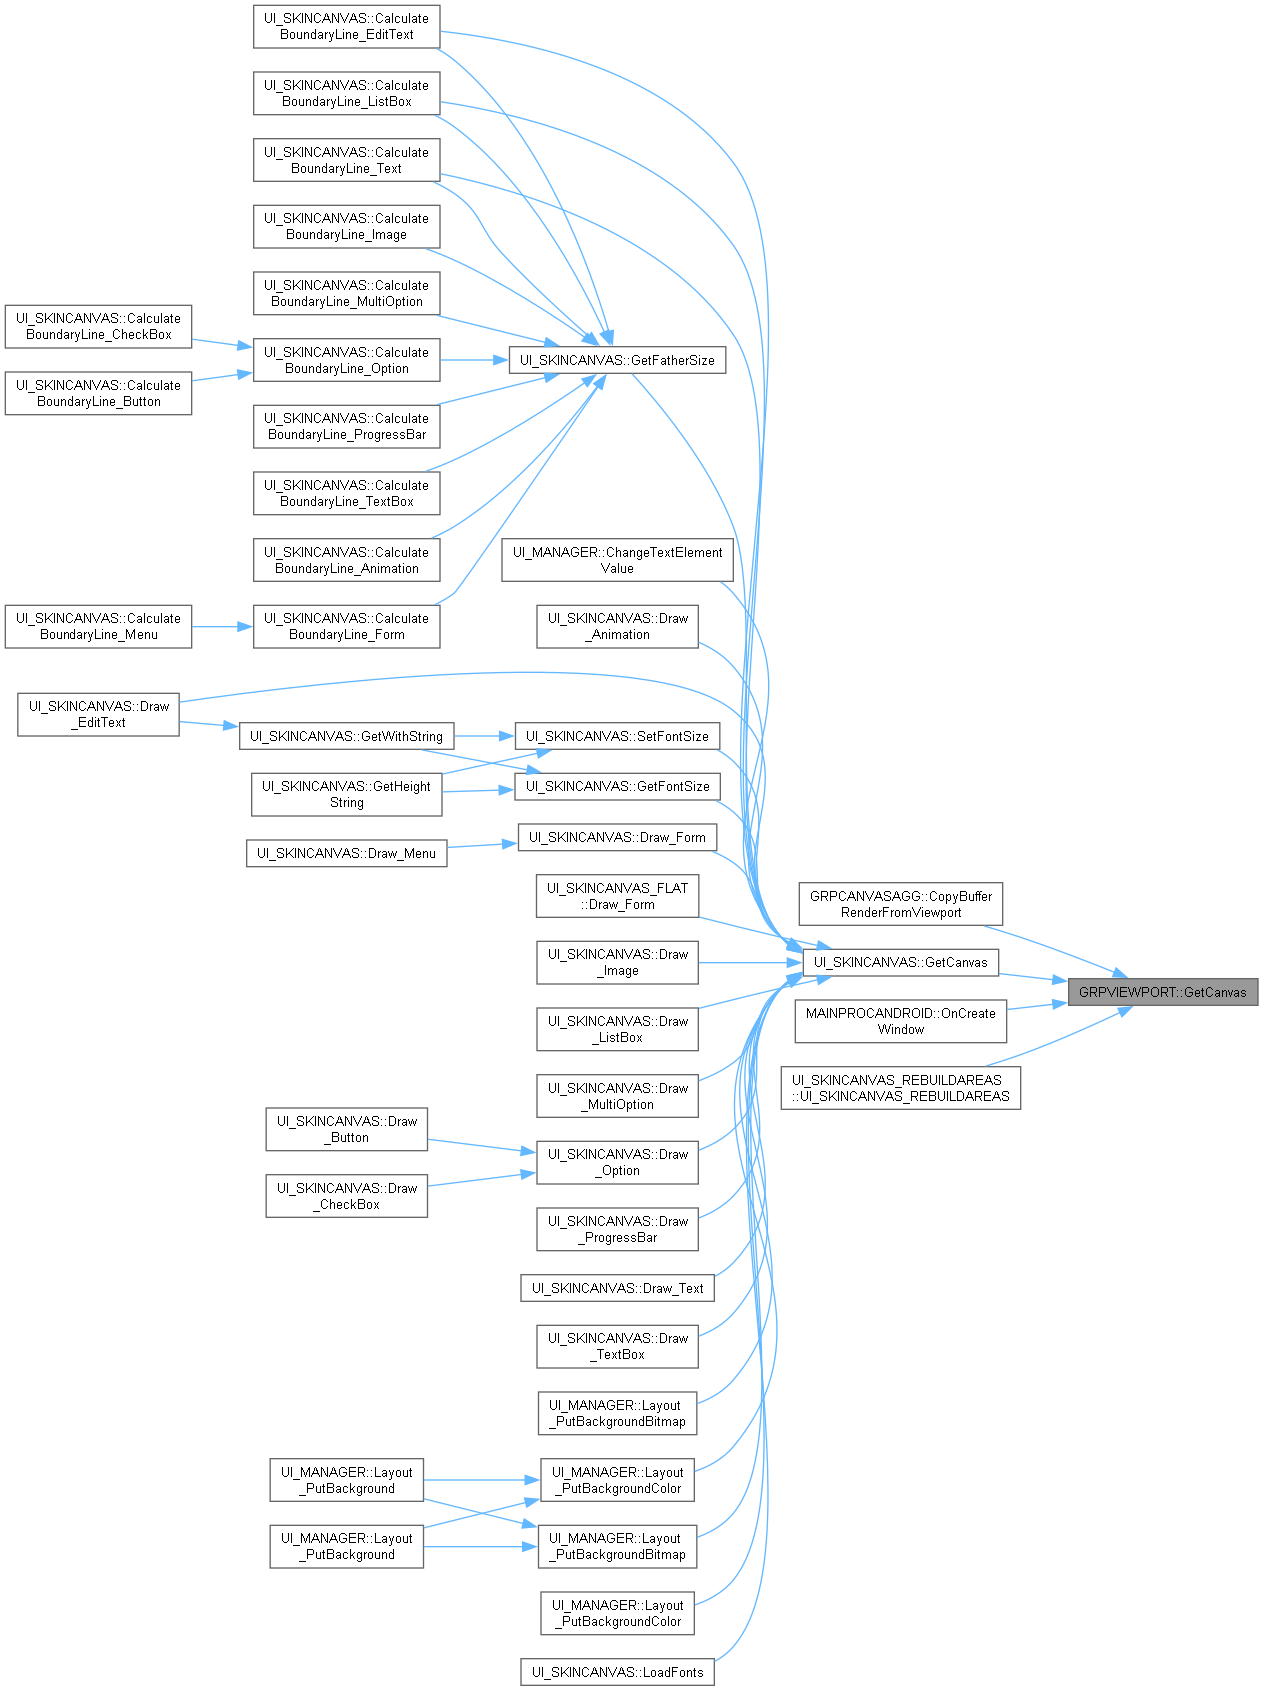 UI_SKINCANVAS::Calculate
BoundaryLine_EditText
UI_SKINCANVAS::Calculate
BoundaryLine_ListBox
UI_SKINCANVAS::Calculate
BoundaryLine_Text
UI_SKINCANVAS::Calculate
BoundaryLine_Image
UI_SKINCANVAS::Calculate
BoundaryLine_MultiOption
UI_SKINCANVAS::Calculate
BoundaryLine_CheckBox
UI_SKINCANVAS::Calculate
BoundaryLine_Option
UI_SKINCANVAS::GetFatherSize
UI_SKINCANVAS::Calculate
BoundaryLine_Button
UI_SKINCANVAS::Calculate
BoundaryLine_ProgressBar
UI_SKINCANVAS::Calculate
BoundaryLine_TextBox
UI_SKINCANVAS::Calculate
BoundaryLine_Animation
UI_MANAGER::ChangeTextElement
Value
UI_SKINCANVAS::Calculate
BoundaryLine_Menu
UI_SKINCANVAS::Calculate
BoundaryLine_Form
UI_SKINCANVAS::Draw
_Animation
UI_SKINCANVAS::Draw
_EditText
UI_SKINCANVAS::GetWithString
UI_SKINCANVAS::SetFontSize
UI_SKINCANVAS::GetHeight
String
UI_SKINCANVAS::GetFontSize
UI_SKINCANVAS::Draw_Menu
UI_SKINCANVAS::Draw_Form
UI_SKINCANVAS_FLAT
::Draw_Form
GRPCANVASAGG::CopyBuffer
RenderFromViewport
UI_SKINCANVAS::Draw
_Image
UI_SKINCANVAS::GetCanvas
GRPVIEWPORT::GetCanvas
UI_SKINCANVAS::Draw
_ListBox
MAINPROCANDROID::OnCreate
Window
UI_SKINCANVAS::Draw
_MultiOption
UI_SKINCANVAS_REBUILDAREAS
::UI_SKINCANVAS_REBUILDAREAS
UI_SKINCANVAS::Draw
_Button
UI_SKINCANVAS::Draw
_Option
UI_SKINCANVAS::Draw
_CheckBox
UI_SKINCANVAS::Draw
_ProgressBar
UI_SKINCANVAS::Draw_Text
UI_SKINCANVAS::Draw
_TextBox
UI_MANAGER::Layout
_PutBackgroundBitmap
UI_MANAGER::Layout
_PutBackground
UI_MANAGER::Layout
_PutBackgroundColor
UI_MANAGER::Layout
_PutBackground
UI_MANAGER::Layout
_PutBackgroundBitmap
UI_MANAGER::Layout
_PutBackgroundColor
UI_SKINCANVAS::LoadFonts